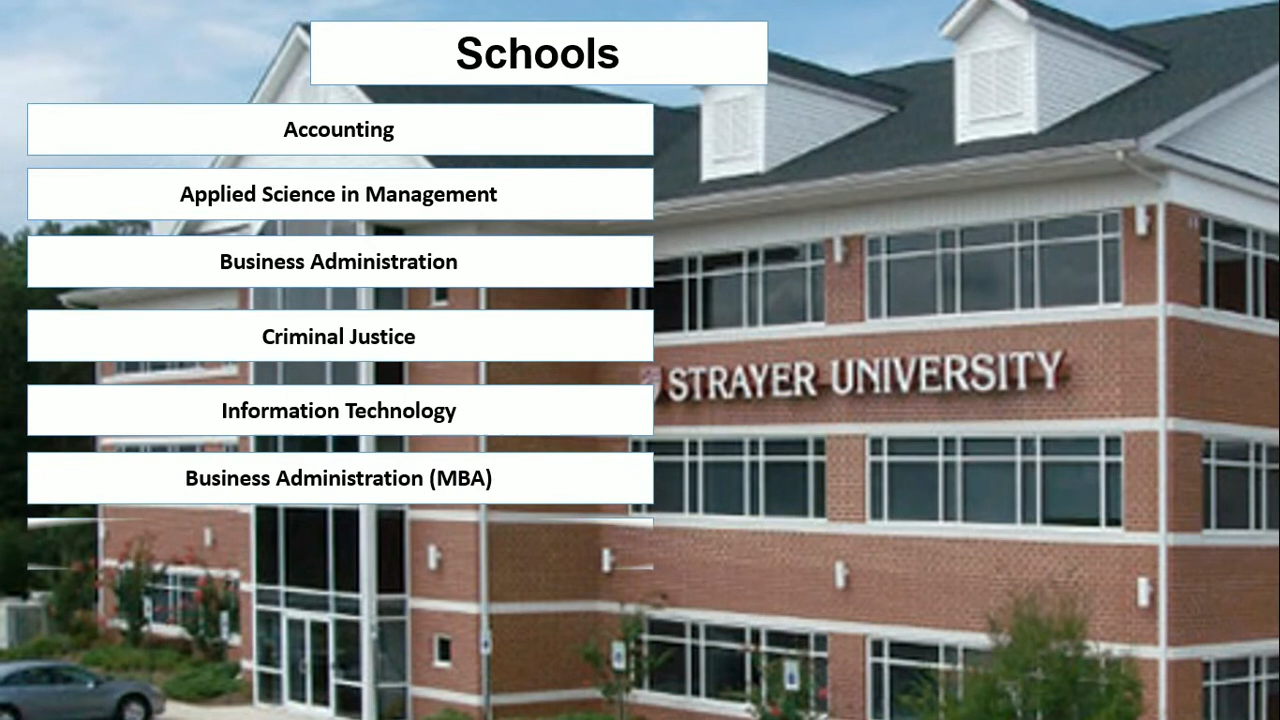 Schools
Accounting
Applied Science in Management
Business Administration
Criminal Justice
Information Technology
Business Administration (MBA)
STRAYER UNIVERSITY